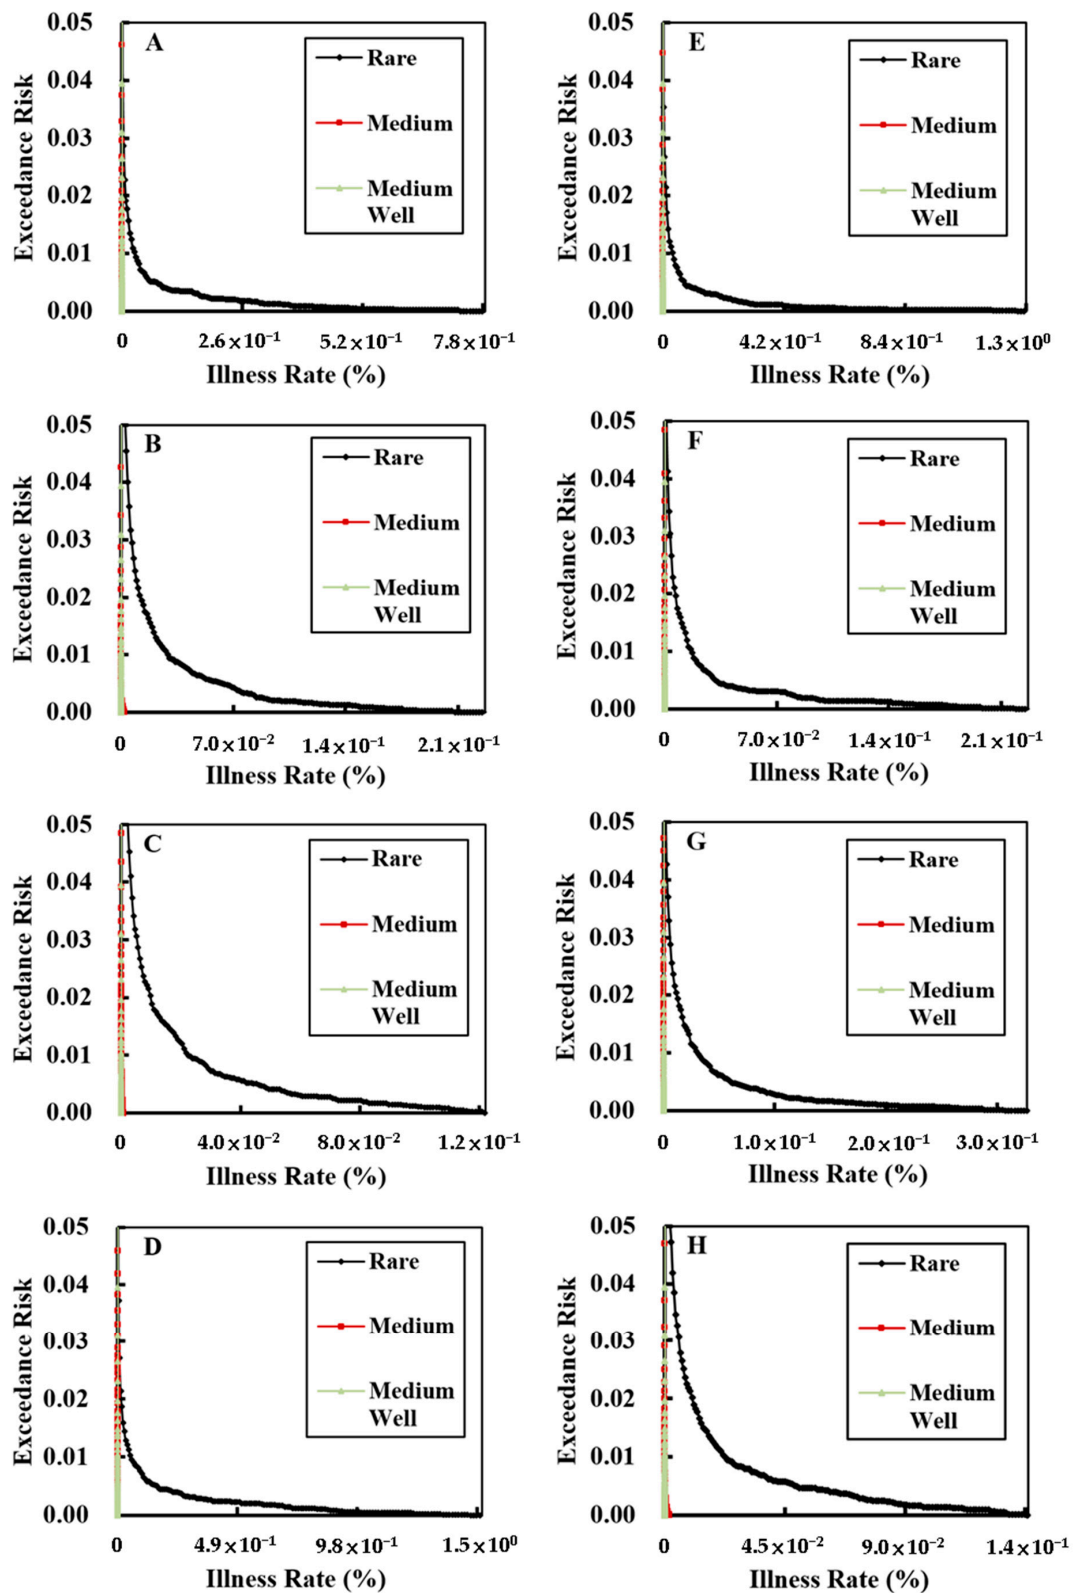 A
Exceedance Risk
0.05
0.04
0.03
0.02
0.01
0.00
Rare
Medium
Medium
Well
0
2.6×10⁻¹
5.2×10⁻¹
7.8×10⁻¹
Illness Rate (%)
E
Exceedance Risk
0.05
0.04
0.03
0.02
0.01
0.00
Rare
Medium
Medium
Well
0
4.2×10⁻¹
8.4×10⁻¹
1.3×10⁰
Illness Rate (%)
B
Exceedance Risk
0.05
0.04
0.03
0.02
0.01
0.00
Rare
Medium
Medium
Well
0
7.0×10⁻²
1.4×10⁻¹
2.1×10⁻¹
Illness Rate (%)
F
Exceedance Risk
0.05
0.04
0.03
0.02
0.01
0.00
Rare
Medium
Medium
Well
0
7.0×10⁻²
1.4×10⁻¹
2.1×10⁻¹
Illness Rate (%)
C
Exceedance Risk
0.05
0.04
0.03
0.02
0.01
0.00
Rare
Medium
Medium
Well
0
4.0×10⁻²
8.0×10⁻²
1.2×10⁻¹
Illness Rate (%)
G
Exceedance Risk
0.05
0.04
0.03
0.02
0.01
0.00
Rare
Medium
Medium
Well
0
1.0×10⁻¹
2.0×10⁻¹
3.0×10⁻¹
Illness Rate (%)
D
Exceedance Risk
0.05
0.04
0.03
0.02
0.01
0.00
Rare
Medium
Medium
Well
0
4.9×10⁻¹
9.8×10⁻¹
1.5×10⁰
Illness Rate (%)
H
Exceedance Risk
0.05
0.04
0.03
0.02
0.01
0.00
Rare
Medium
Medium
Well
0
4.5×10⁻²
9.0×10⁻²
1.4×10⁻¹
Illness Rate (%)